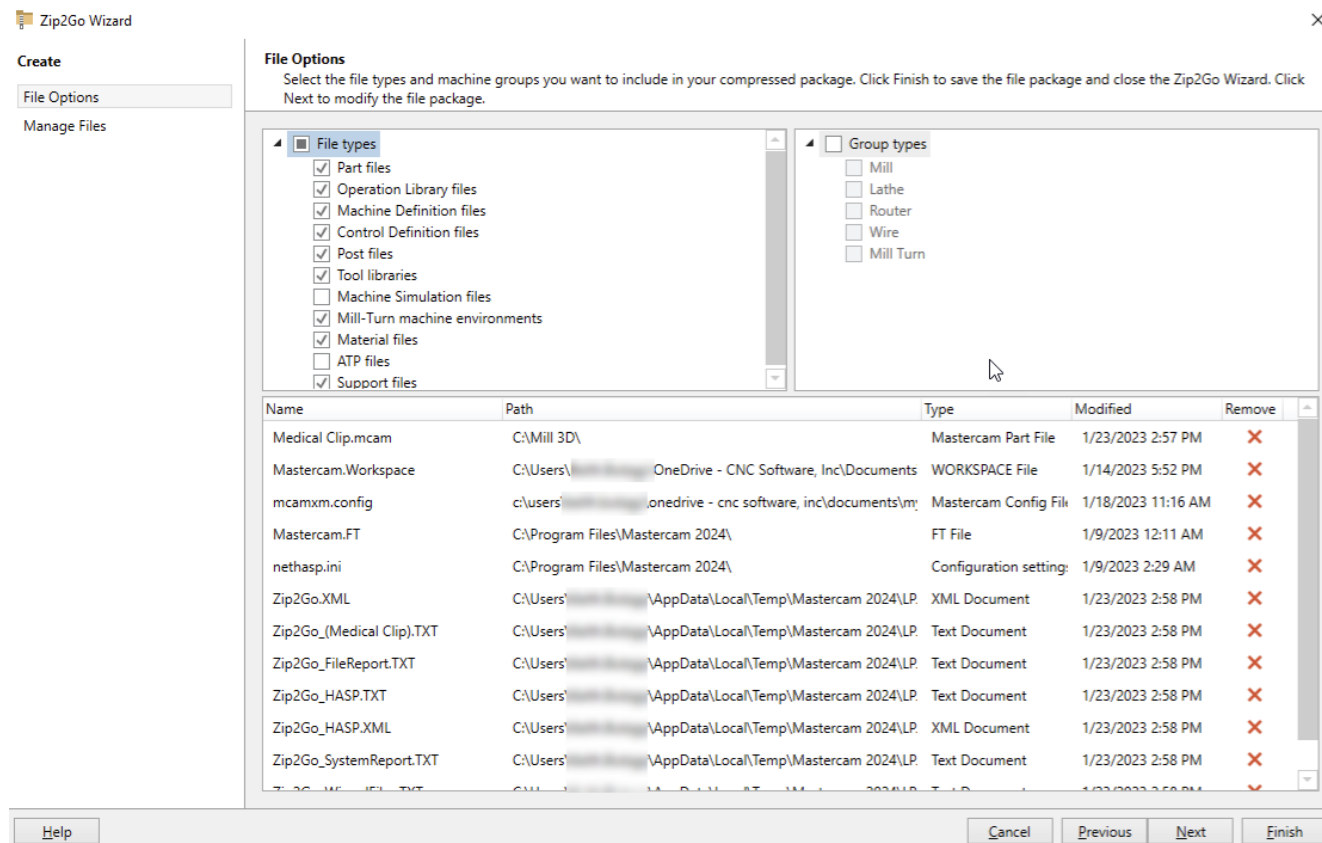 Zip2Go Wizard
Create
File Options
Manage Files
File Options
Select the file types and machine groups you want to include in your compressed package. Click Finish to save the file package and close the Zip2Go Wizard. Click
Next to modify the file package.
File types
Part files
Operation Library files
Machine Definition files
Control Definition files
Post files
Tool libraries
Machine Simulation files
Mill-Turn machine environments
Material files
ATP files
Support files
Group types
Mill
Lathe
Router
Wire
Mill Turn
Name Path Type Modified Remove
Medical Clip.mcam C:\Mill 3D\ Mastercam Part File 1/23/2023 2:57 PM
Mastercam.Workspace C:\Users\ OneDrive - CNC Software, Inc\Documents WORKSPACE File 1/14/2023 5:52 PM
mcamxm.config c:\users\ .onedrive - cnc software, inc\documents\my Mastercam Config File 1/18/2023 11:16 AM
Mastercam.FT C:\Program Files\Mastercam 2024\ FT File 1/9/2023 12:11 AM
nethasp.ini C:\Program Files\Mastercam 2024\ Configuration settings 1/9/2023 2:29 AM
Zip2Go.XML C:\Users\ \AppData\Local\Temp\Mastercam 2024\LP. XML Document 1/23/2023 2:58 PM
Zip2Go_(Medical Clip).TXT C:\Users\ \AppData\Local\Temp\Mastercam 2024\LP. Text Document 1/23/2023 2:58 PM
Zip2Go_FileReport.TXT C:\Users\ \AppData\Local\Temp\Mastercam 2024\LP. Text Document 1/23/2023 2:58 PM
Zip2Go_HASP.TXT C:\Users\ \AppData\Local\Temp\Mastercam 2024\LP. Text Document 1/23/2023 2:58 PM
Zip2Go_HASP.XML C:\Users\ \AppData\Local\Temp\Mastercam 2024\LP. XML Document 1/23/2023 2:58 PM
Zip2Go_SystemReport.TXT C:\Users\ \AppData\Local\Temp\Mastercam 2024\LP. Text Document 1/23/2023 2:58 PM
Help Cancel Previous Next Finish